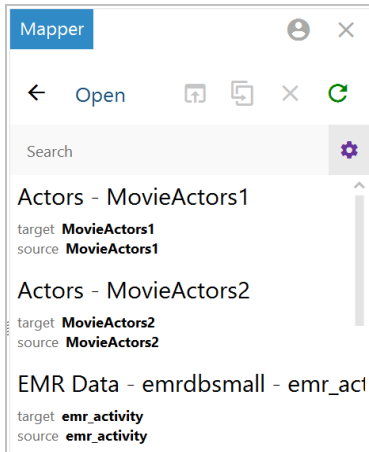 Mapper
Open
Search
Actors - MovieActors1
target MovieActors1
source MovieActors1
Actors - MovieActors2
target MovieActors2
source MovieActors2
EMR Data - emrdbsmall - emr_act
target emr_activity
source emr_activity